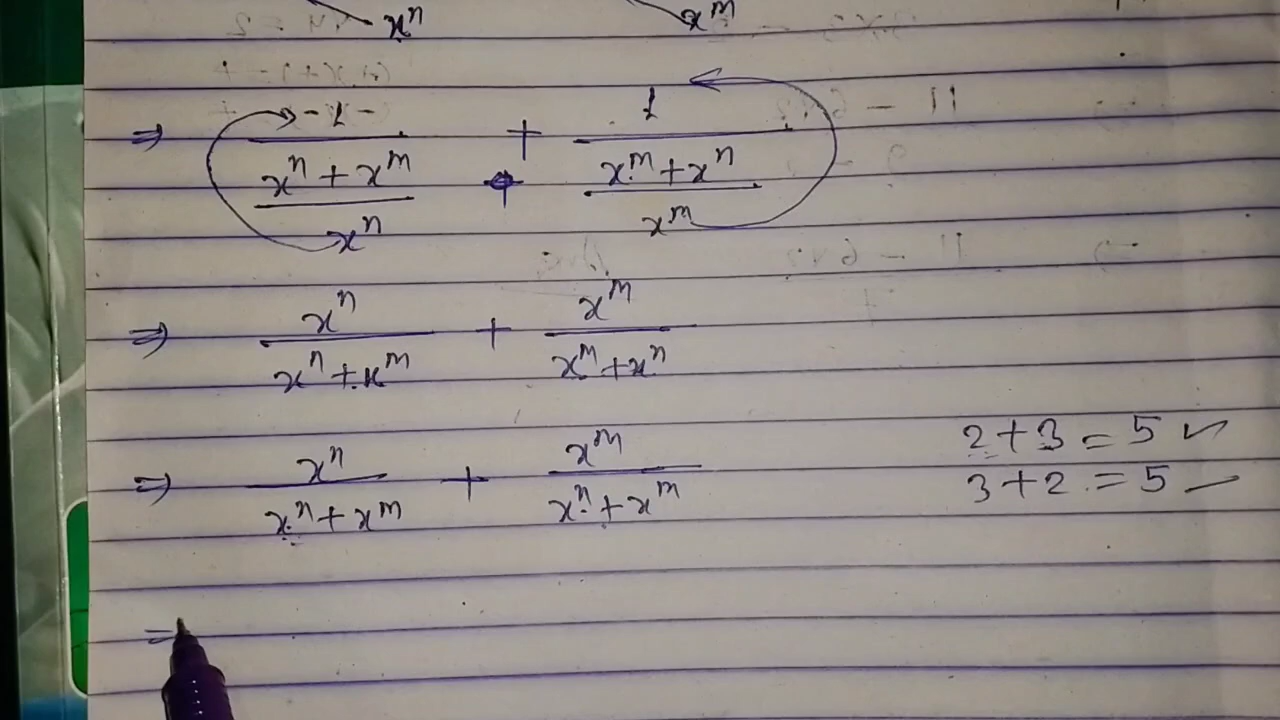 xⁿ xᵐ
⇒ 1/((xⁿ + xᵐ)/xⁿ) + 1/((xᵐ + xⁿ)/xᵐ)
⇒ xⁿ/(xⁿ + xᵐ) + xᵐ/(xᵐ + xⁿ)
⇒ xⁿ/(xⁿ + xᵐ) + xᵐ/(xⁿ + xᵐ)
2 + 3 = 5 ✓
3 + 2 = 5 ✓
=